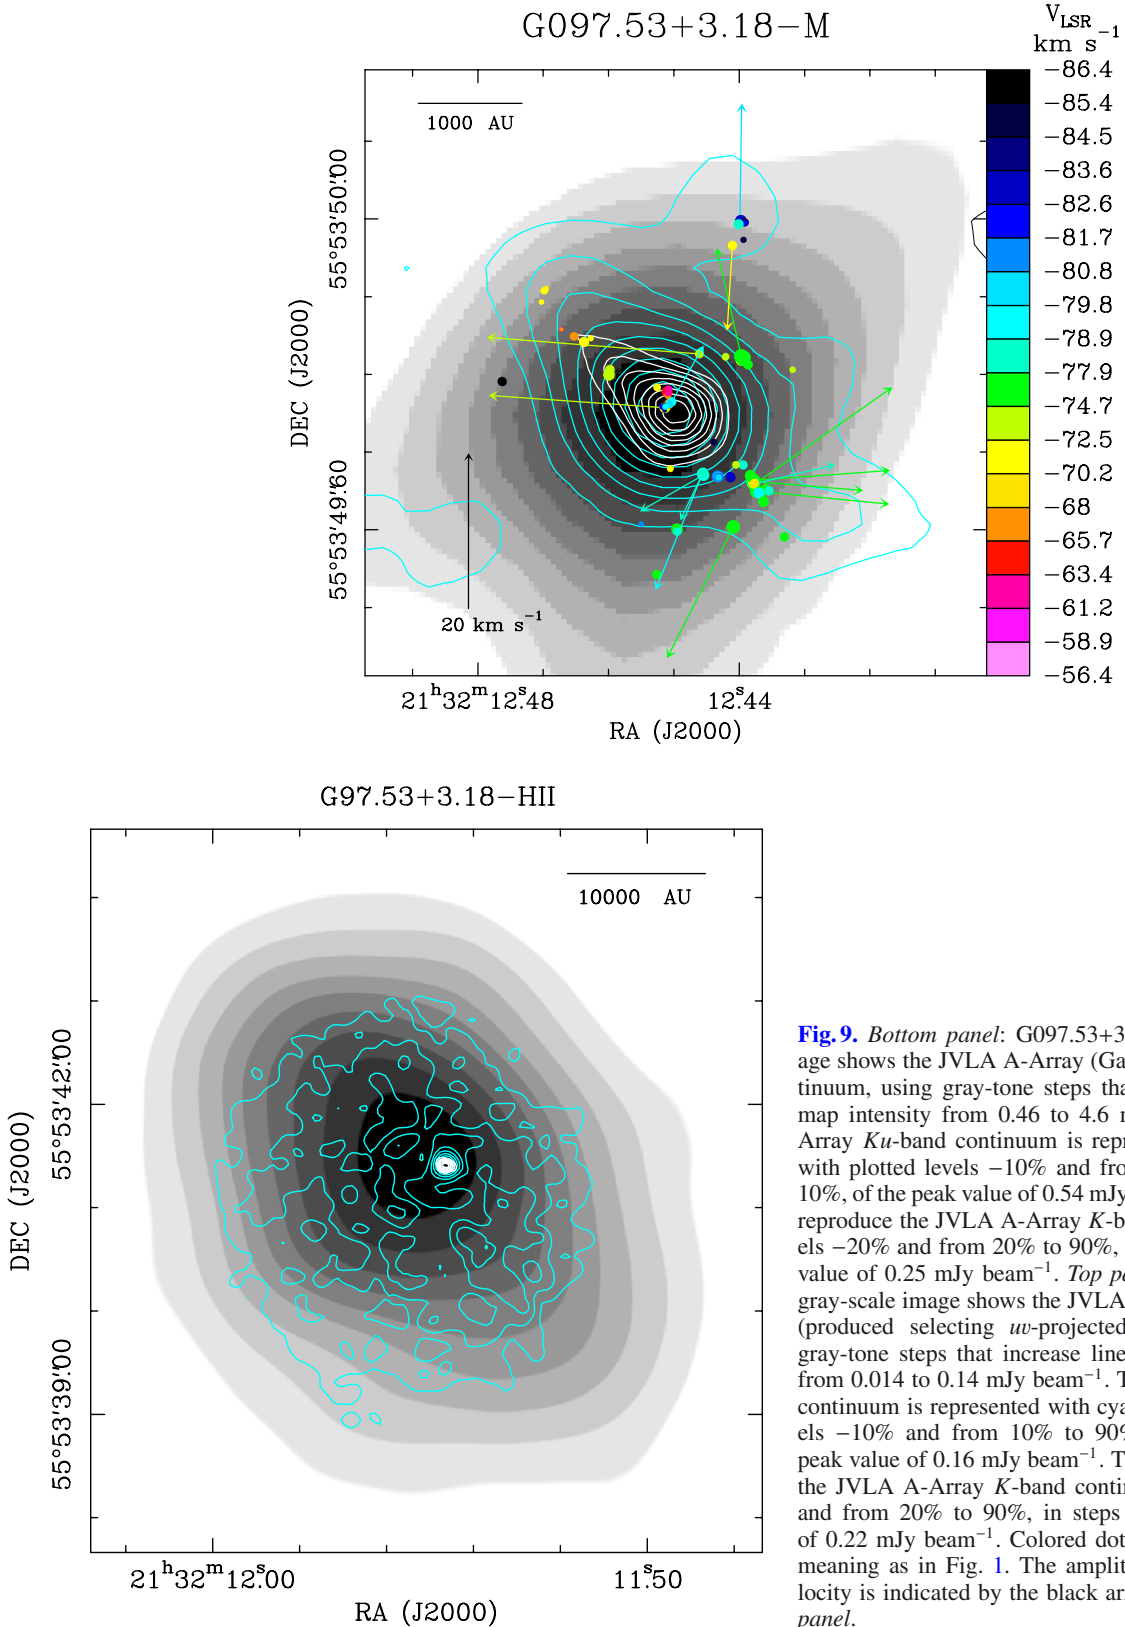 G097.53+3.18−M
V_LSR
km s⁻¹
1000 AU
−86.4
−85.4
−84.5
−83.6
−82.6
−81.7
−80.8
−79.8
−78.9
−77.9
−74.7
−72.5
−70.2
−68
−65.7
−63.4
−61.2
−58.9
−56.4
DEC (J2000)
55°53′50″.00
55°53′49″.60
20 km s⁻¹
21ʰ32ᵐ12ˢ.48
12ˢ.44
RA (J2000)
G97.53+3.18−HII
10000 AU
DEC (J2000)
55°53′42″.00
55°53′39″.00
21ʰ32ᵐ12ˢ.00
11ˢ.50
RA (J2000)
Fig. 9. Bottom panel: G097.53+3
age shows the JVLA A-Array (Ga
tinuum, using gray-tone steps tha
map intensity from 0.46 to 4.6 m
Array Ku-band continuum is repr
with plotted levels −10% and fro
10%, of the peak value of 0.54 mJy
reproduce the JVLA A-Array K-b
els −20% and from 20% to 90%,
value of 0.25 mJy beam⁻¹. Top p
gray-scale image shows the JVLA
(produced selecting uv-projected
gray-tone steps that increase line
from 0.014 to 0.14 mJy beam⁻¹. T
continuum is represented with cya
els −10% and from 10% to 90%
peak value of 0.16 mJy beam⁻¹. T
the JVLA A-Array K-band contin
and from 20% to 90%, in steps
of 0.22 mJy beam⁻¹. Colored dot
meaning as in Fig. 1. The amplit
locity is indicated by the black ar
panel.